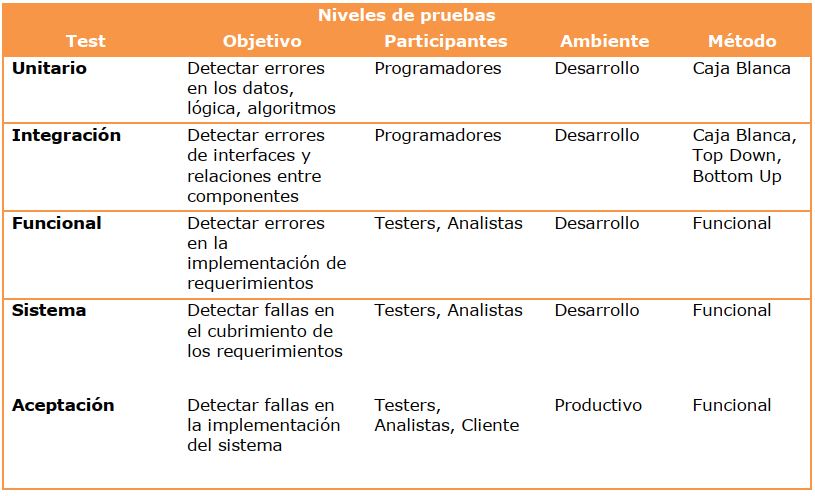 Niveles de pruebas
Test Objetivo Participantes Ambiente Método
Unitario Detectar errores Programadores Desarrollo Caja Blanca
en los datos,
lógica, algoritmos
Integración Detectar errores Programadores Desarrollo Caja Blanca,
de interfaces y Top Down,
relaciones entre Bottom Up
componentes
Funcional Detectar errores Testers, Analistas Desarrollo Funcional
en la
implementación de
requerimientos
Sistema Detectar fallas en Testers, Analistas Desarrollo Funcional
el cubrimiento de
los requerimientos
Aceptación Detectar fallas en Testers, Productivo Funcional
la implementación Analistas, Cliente
del sistema